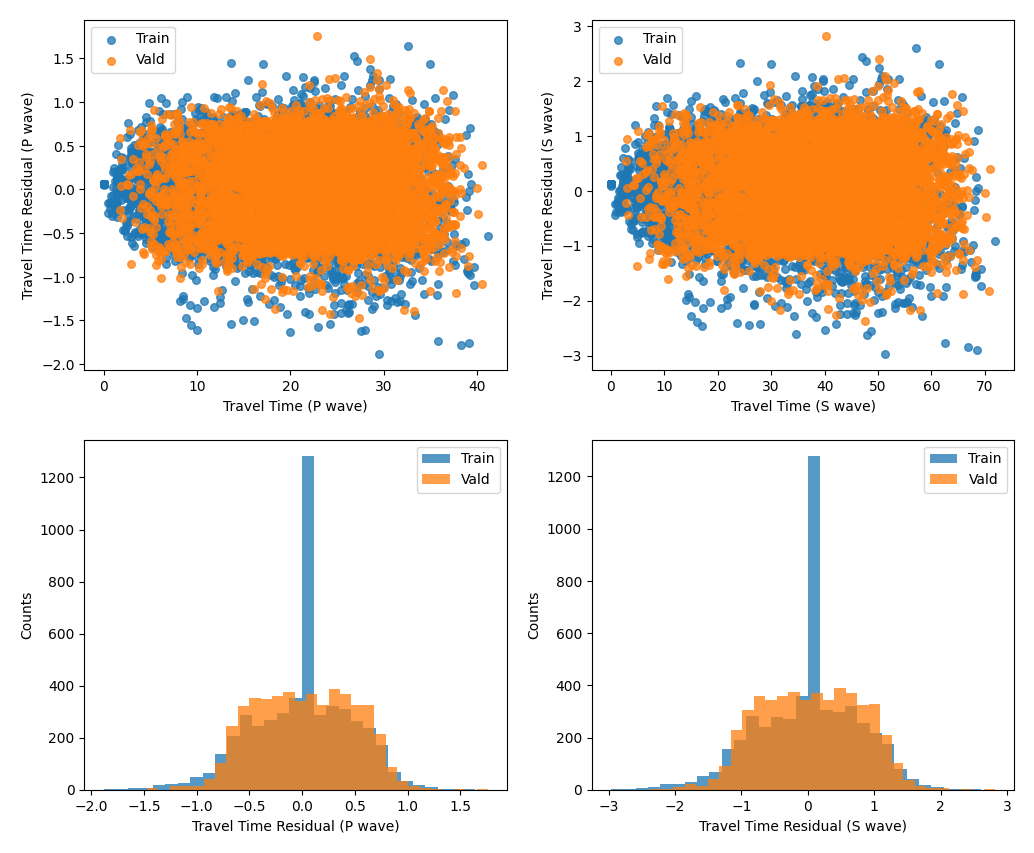 Train
Vald
1.5
1.0
0.5
0.0
−0.5
−1.0
−1.5
−2.0
Travel Time Residual (P wave)
0 10 20 30 40
Travel Time (P wave)
Train
Vald
3
2
1
0
−1
−2
−3
Travel Time Residual (S wave)
0 10 20 30 40 50 60 70
Travel Time (S wave)
Train
Vald
1200
1000
800
600
400
200
0
Counts
−2.0 −1.5 −1.0 −0.5 0.0 0.5 1.0 1.5
Travel Time Residual (P wave)
Train
Vald
1200
1000
800
600
400
200
0
Counts
−3 −2 −1 0 1 2 3
Travel Time Residual (S wave)